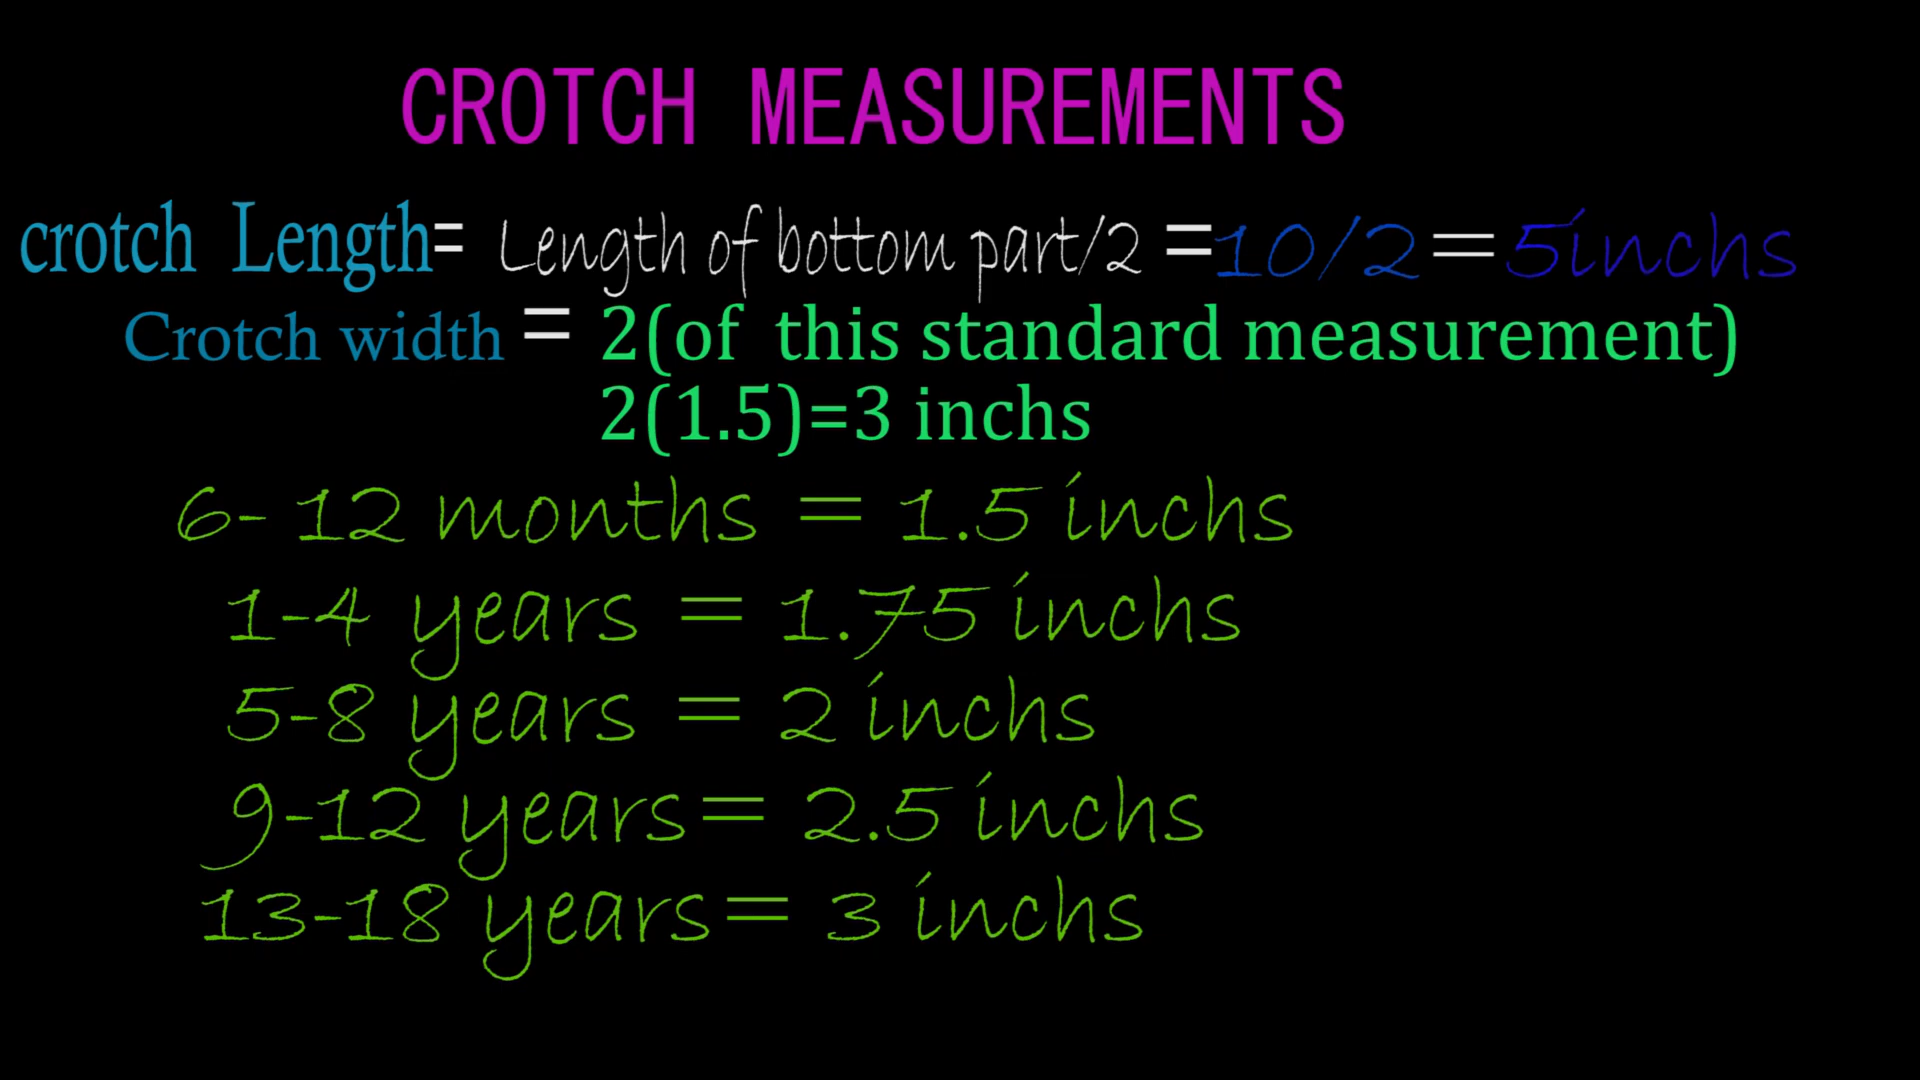 CROTCH MEASUREMENTS
crotch Length= Length of bottom part/2 =10/2=5inchs
Crotch width = 2(of this standard measurement)
2(1.5)=3 inchs
6- 12 months = 1.5 inchs
1-4 years = 1.75 inchs
5-8 years = 2 inchs
9-12 years= 2.5 inchs
13-18 years= 3 inchs